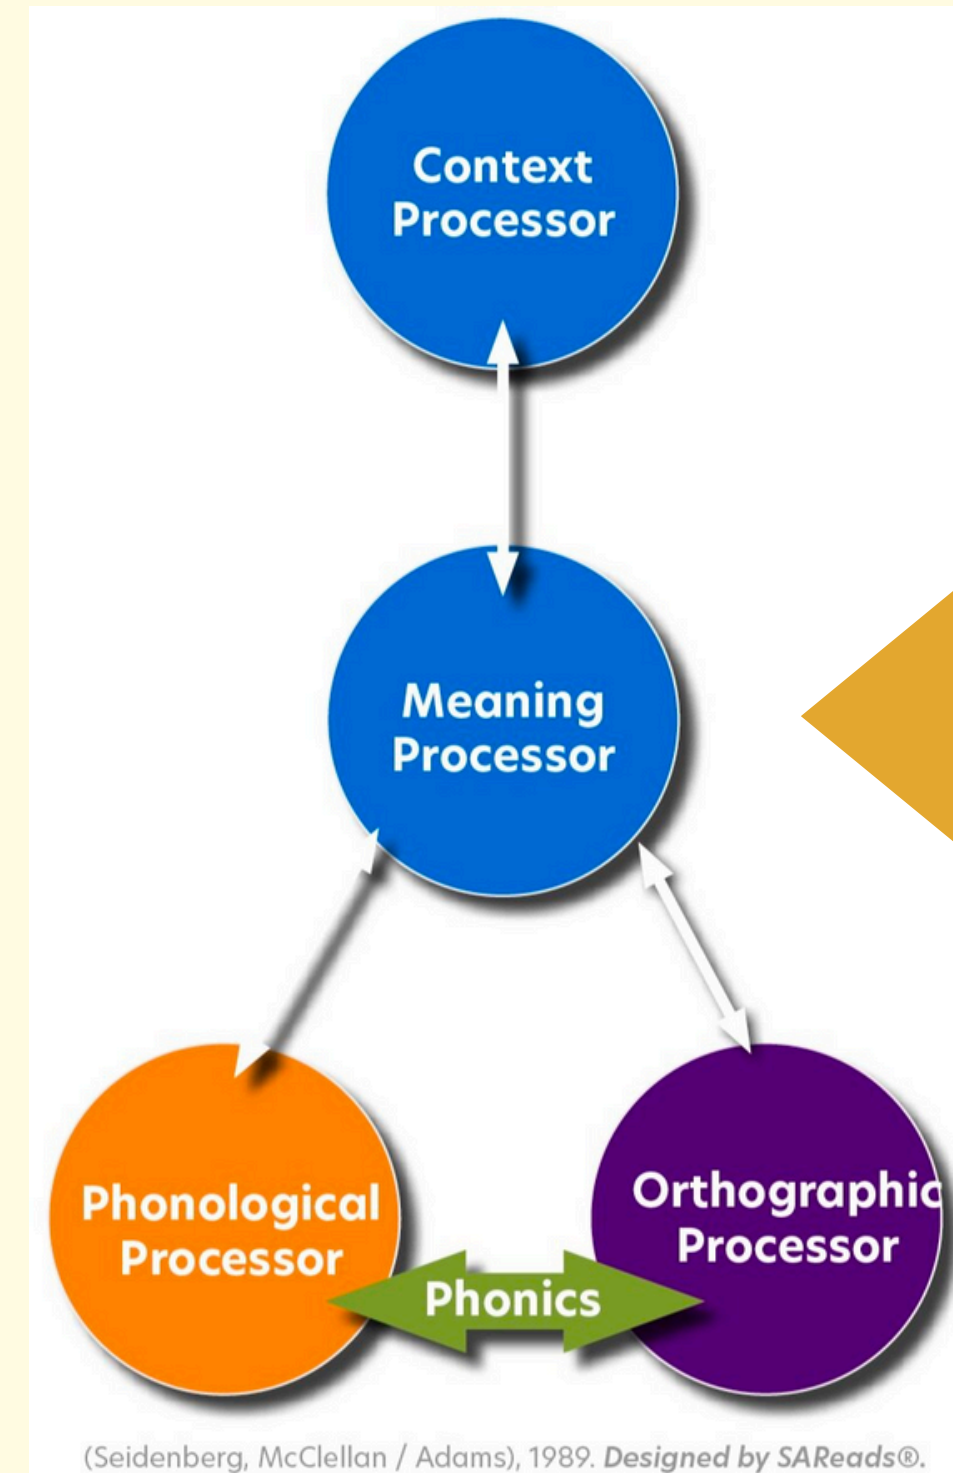 Context
Processor
Meaning
Processor
Phonological
Processor
Orthographic
Processor
Phonics
(Seidenberg, McClellan / Adams), 1989. Designed by SAReads®.